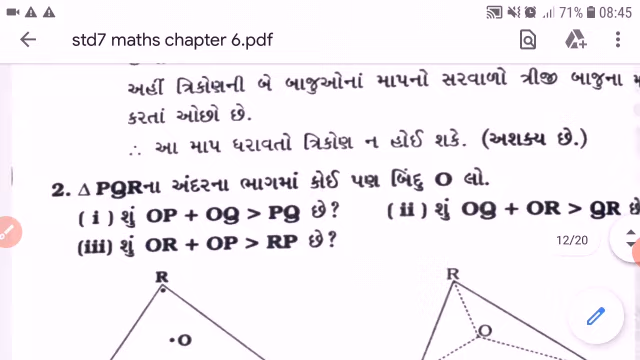 71% 08:45
std7 maths chapter 6.pdf
અહીં ત્રિકોણની બે બાજુઓનાં માપનો સરવાળો ત્રીજી બાજુના
કરતાં ઓછો છે.
∴ આ માપ ધરાવતો ત્રિકોણ ન હોઈ શકે. (અશક્ય છે.)
2. Δ PQRના અંદરના ભાગમાં કોઈ પણ બિંદુ O લો.
( i ) શું OP + OQ > PQ છે? ( ii ) શું OQ + OR > QR છે
(iii) શું OR + OP > RP છે?
12/20
R R
O O